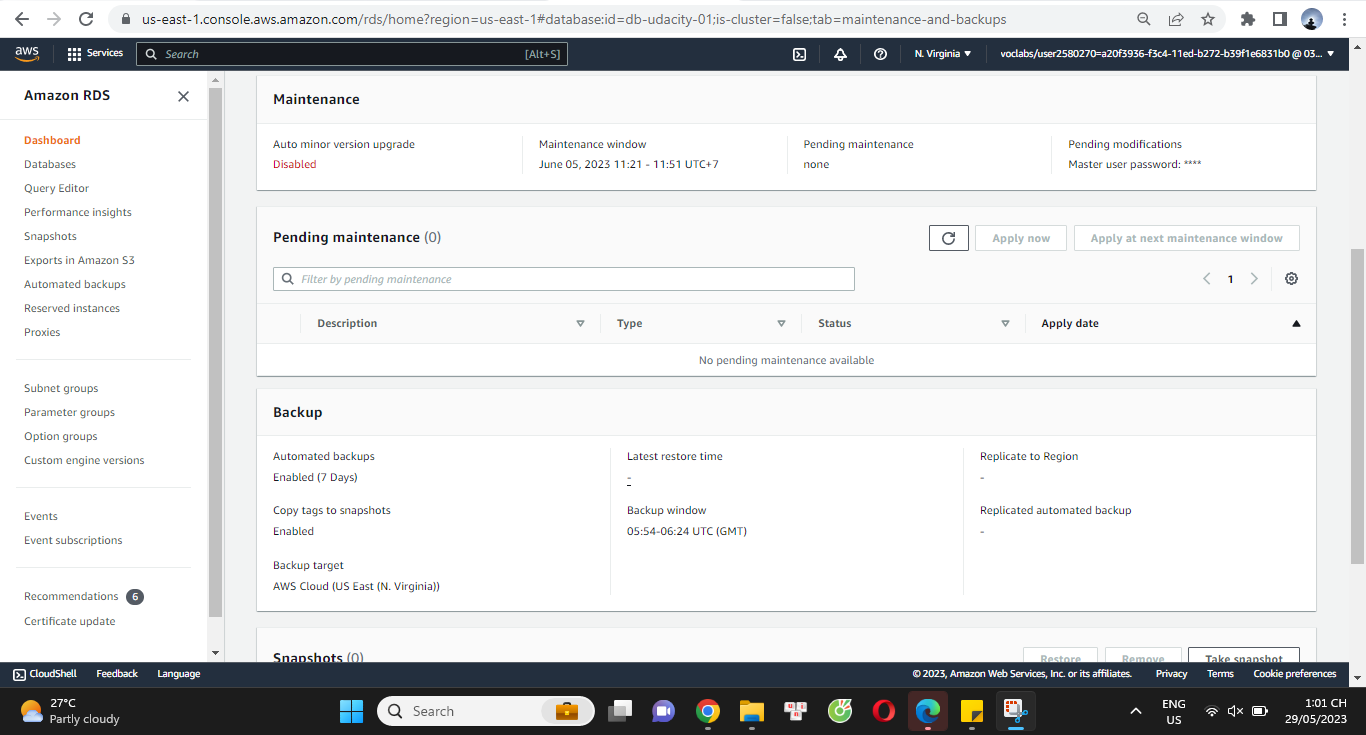 us-east-1.console.aws.amazon.com/rds/home?region=us-east-1#database:id=db-udacity-01;is-cluster=false;tab=maintenance-and-backups
aws Services Search [Alt+S] N. Virginia voclabs/user2580270=a20f3936-f3c4-11ed-b272-b39f1e6831b0 @ 03...
Amazon RDS
Dashboard
Databases
Query Editor
Performance insights
Snapshots
Exports in Amazon S3
Automated backups
Reserved instances
Proxies
Subnet groups
Parameter groups
Option groups
Custom engine versions
Events
Event subscriptions
Recommendations 6
Certificate update
Maintenance
Auto minor version upgrade
Disabled
Maintenance window
June 05, 2023 11:21 - 11:51 UTC+7
Pending maintenance
none
Pending modifications
Master user password: ****
Pending maintenance (0)
Apply now
Apply at next maintenance window
Filter by pending maintenance
1
Description Type Status Apply date
No pending maintenance available
Backup
Automated backups
Enabled (7 Days)
Copy tags to snapshots
Enabled
Backup target
AWS Cloud (US East (N. Virginia))
Latest restore time
-
Backup window
05:54-06:24 UTC (GMT)
Replicate to Region
-
Replicated automated backup
-
Snapshots (0)
Restore Remove Take snapshot
CloudShell Feedback Language © 2023, Amazon Web Services, Inc. or its affiliates. Privacy Terms Cookie preferences
27°C
Partly cloudy
Search
ENG
US
1:01 CH
29/05/2023